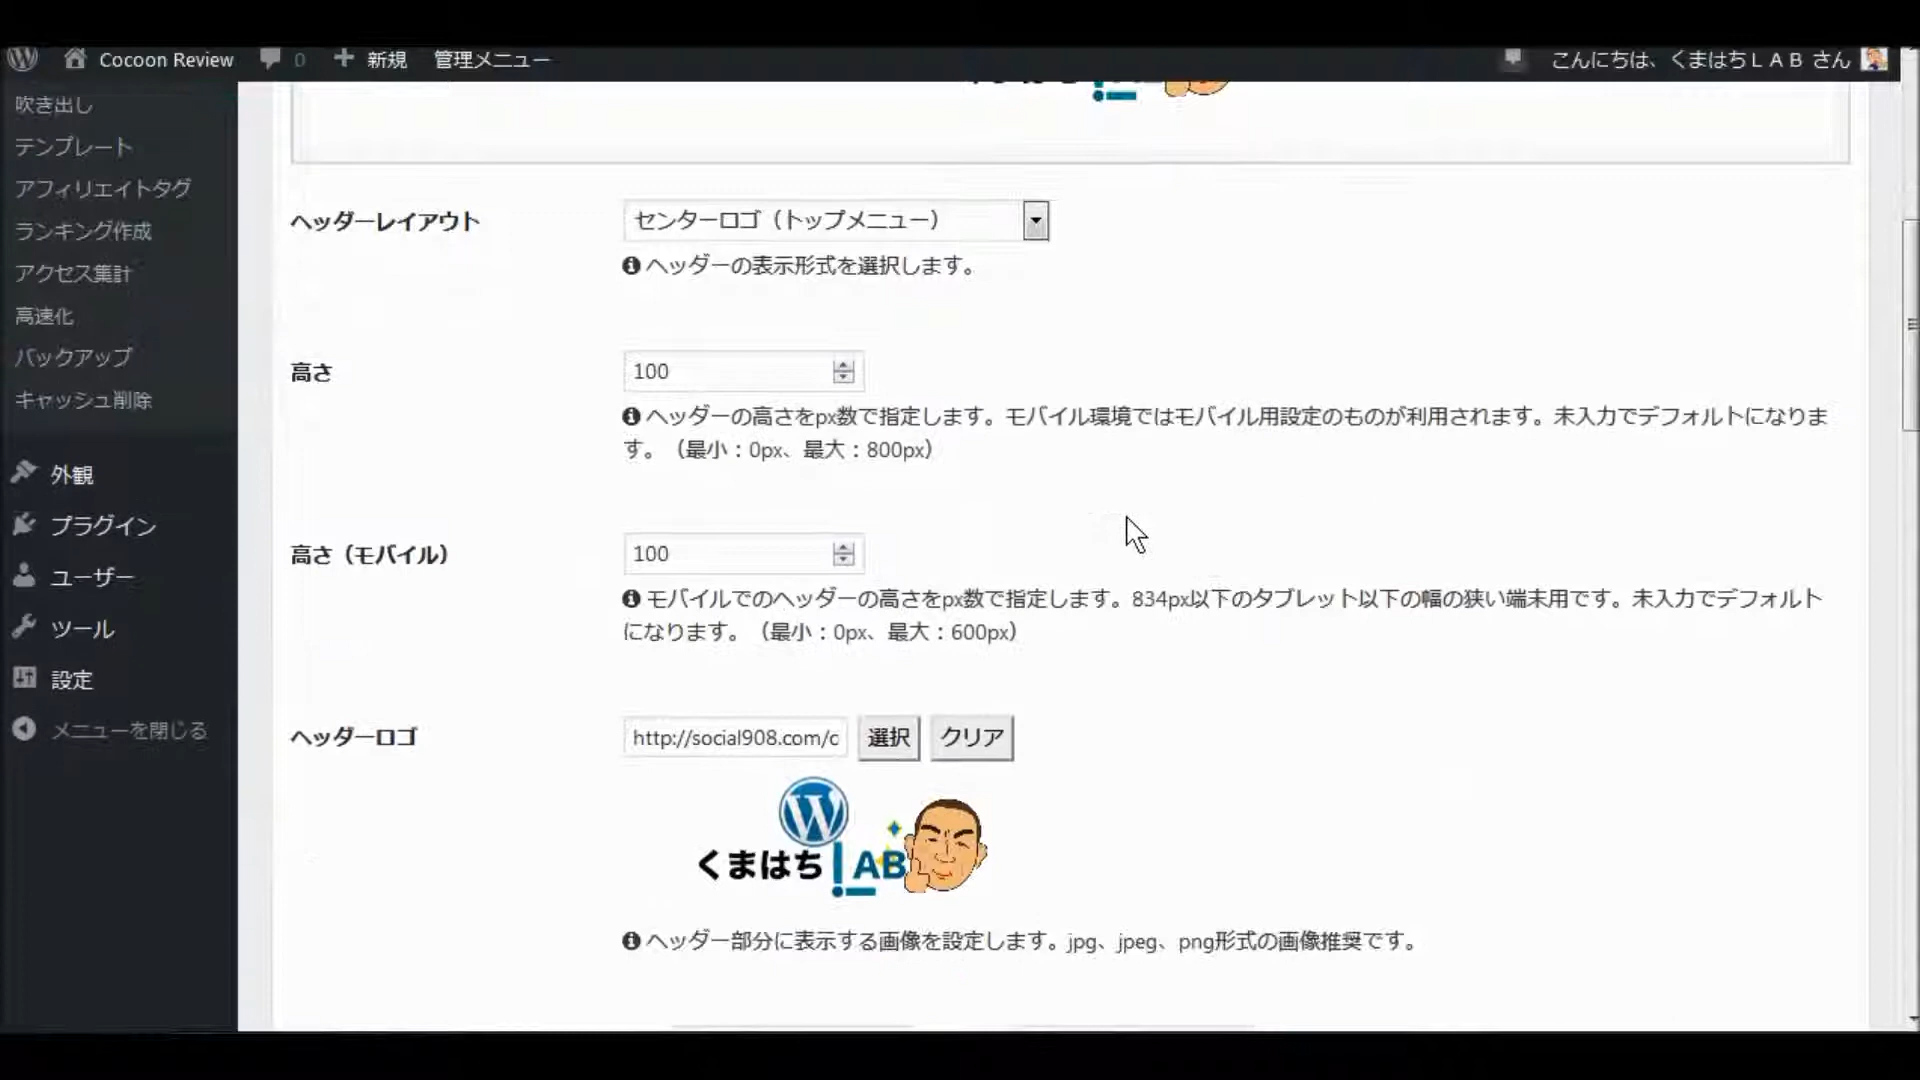 Cocoon Review 0 新規 管理メニュー こんにちは、くまはちＬＡＢ さん
吹き出し
テンプレート
アフィリエイトタグ
ランキング作成
アクセス集計
高速化
バックアップ
キャッシュ削除
外観
プラグイン
ユーザー
ツール
設定
メニューを閉じる
ヘッダーレイアウト
センターロゴ（トップメニュー）
ヘッダーの表示形式を選択します。
高さ
100
ヘッダーの高さをpx数で指定します。モバイル環境ではモバイル用設定のものが利用されます。未入力でデフォルトになりま
す。（最小：0px、最大：800px）
高さ（モバイル）
100
モバイルでのヘッダーの高さをpx数で指定します。834px以下のタブレット以下の幅の狭い端末用です。未入力でデフォルト
になります。（最小：0px、最大：600px）
ヘッダーロゴ
http://social908.com/c 選択 クリア
くまはちLAB
ヘッダー部分に表示する画像を設定します。jpg、jpeg、png形式の画像推奨です。